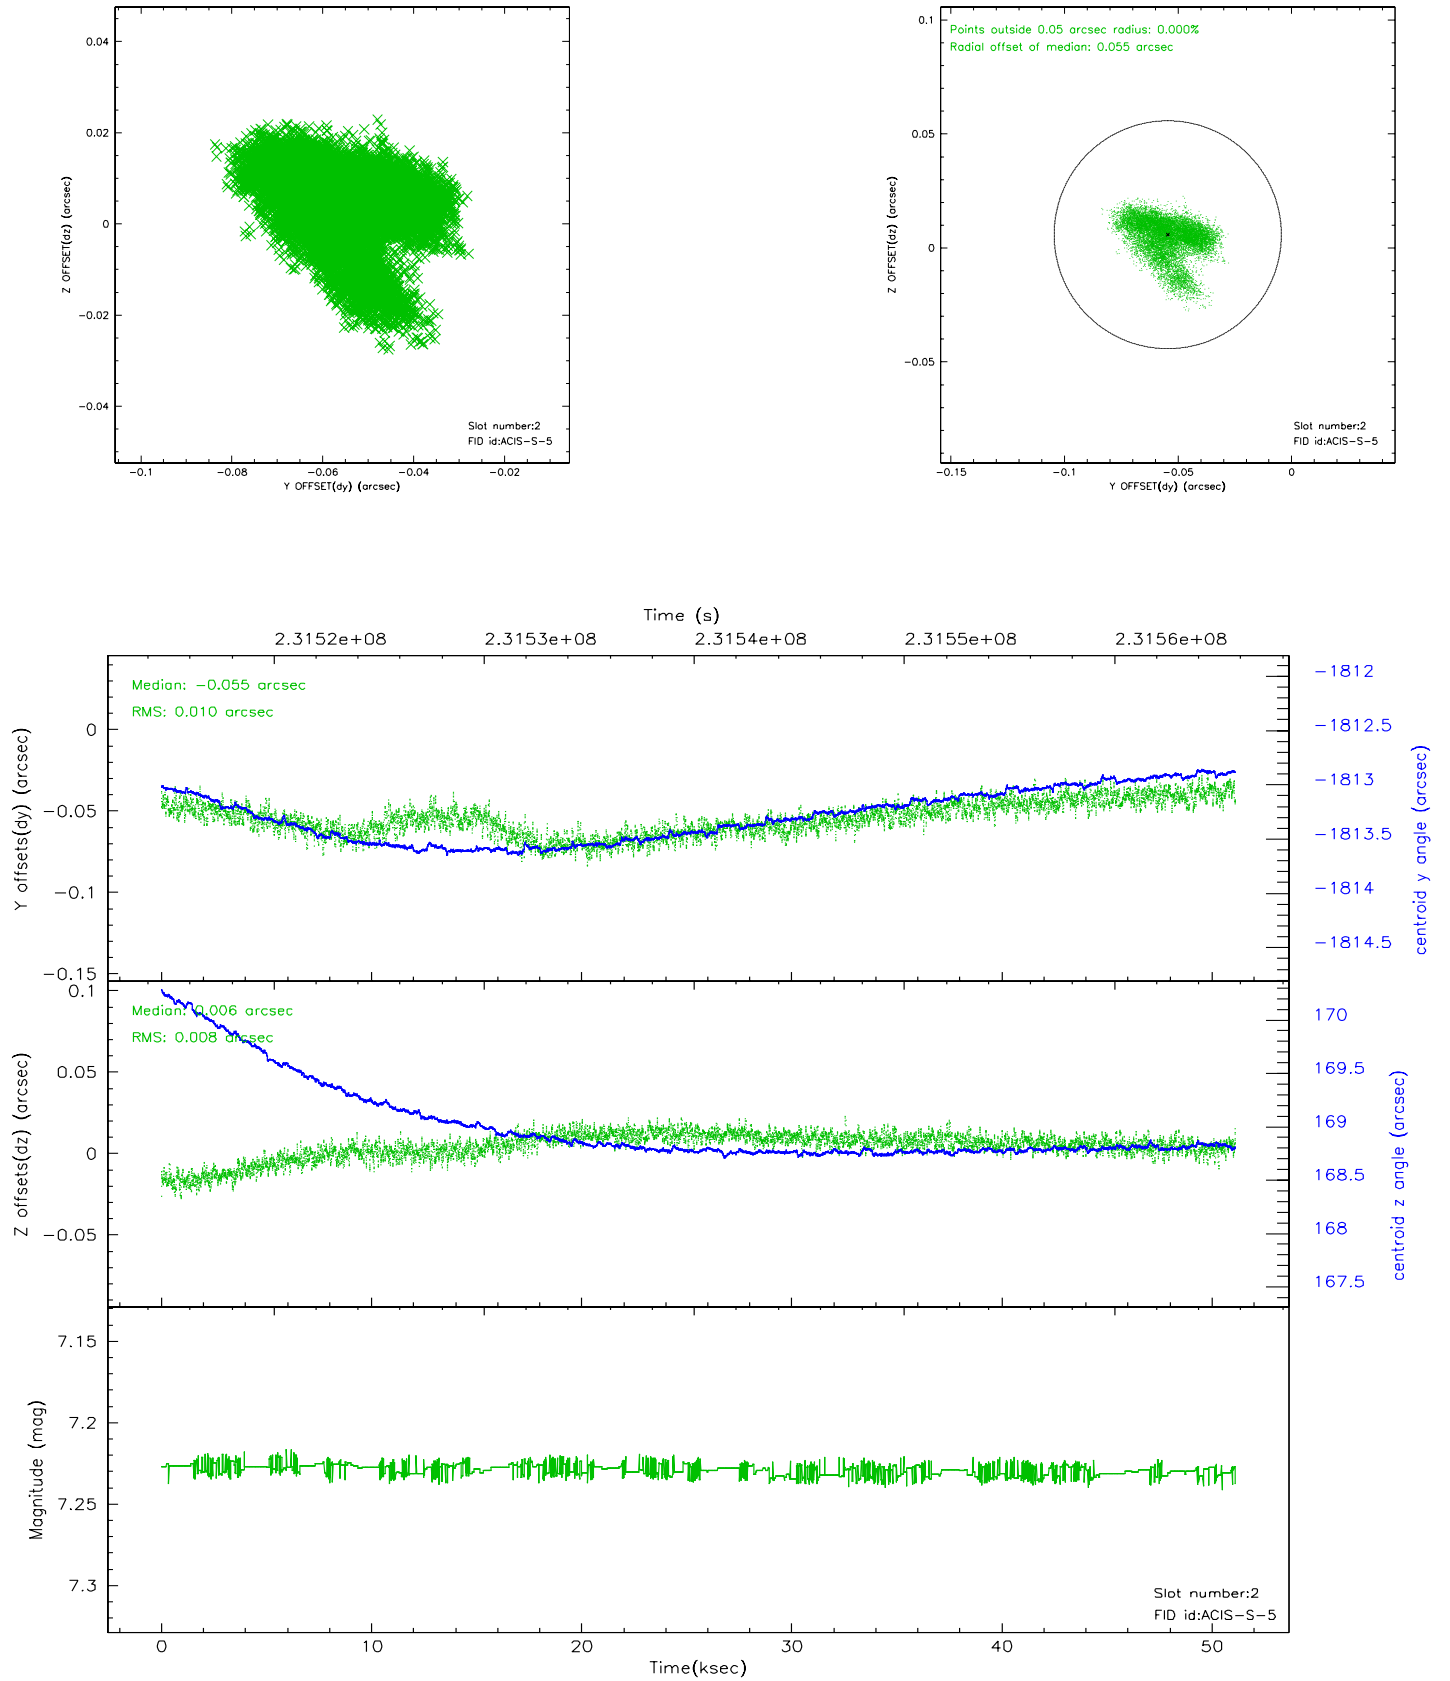 0.04
0.02
0
−0.02
−0.04
Z OFFSET(dz) (arcsec)
−0.1
−0.08
−0.06
−0.04
−0.02
Y OFFSET(dy) (arcsec)
Slot number:2
FID id:ACIS−S−5
Points outside 0.05 arcsec radius: 0.000%
Radial offset of median: 0.055 arcsec
0.1
0.05
0
−0.05
Z OFFSET(dz) (arcsec)
−0.15
−0.1
−0.05
0
Y OFFSET(dy) (arcsec)
Slot number:2
FID id:ACIS−S−5
Time (s)
2.3152e+08
2.3153e+08
2.3154e+08
2.3155e+08
2.3156e+08
Median: −0.055 arcsec
RMS: 0.010 arcsec
0
−0.05
−0.1
−0.15
Y offsets(dy) (arcsec)
−1812
−1812.5
−1813
−1813.5
−1814
−1814.5
centroid y angle (arcsec)
Median: 0.006 arcsec
RMS: 0.008 arcsec
0.1
0.05
0
−0.05
Z offsets(dz) (arcsec)
170
169.5
169
168.5
168
167.5
centroid z angle (arcsec)
7.15
7.2
7.25
7.3
Magnitude (mag)
Slot number:2
FID id:ACIS−S−5
0
10
20
30
40
50
Time(ksec)